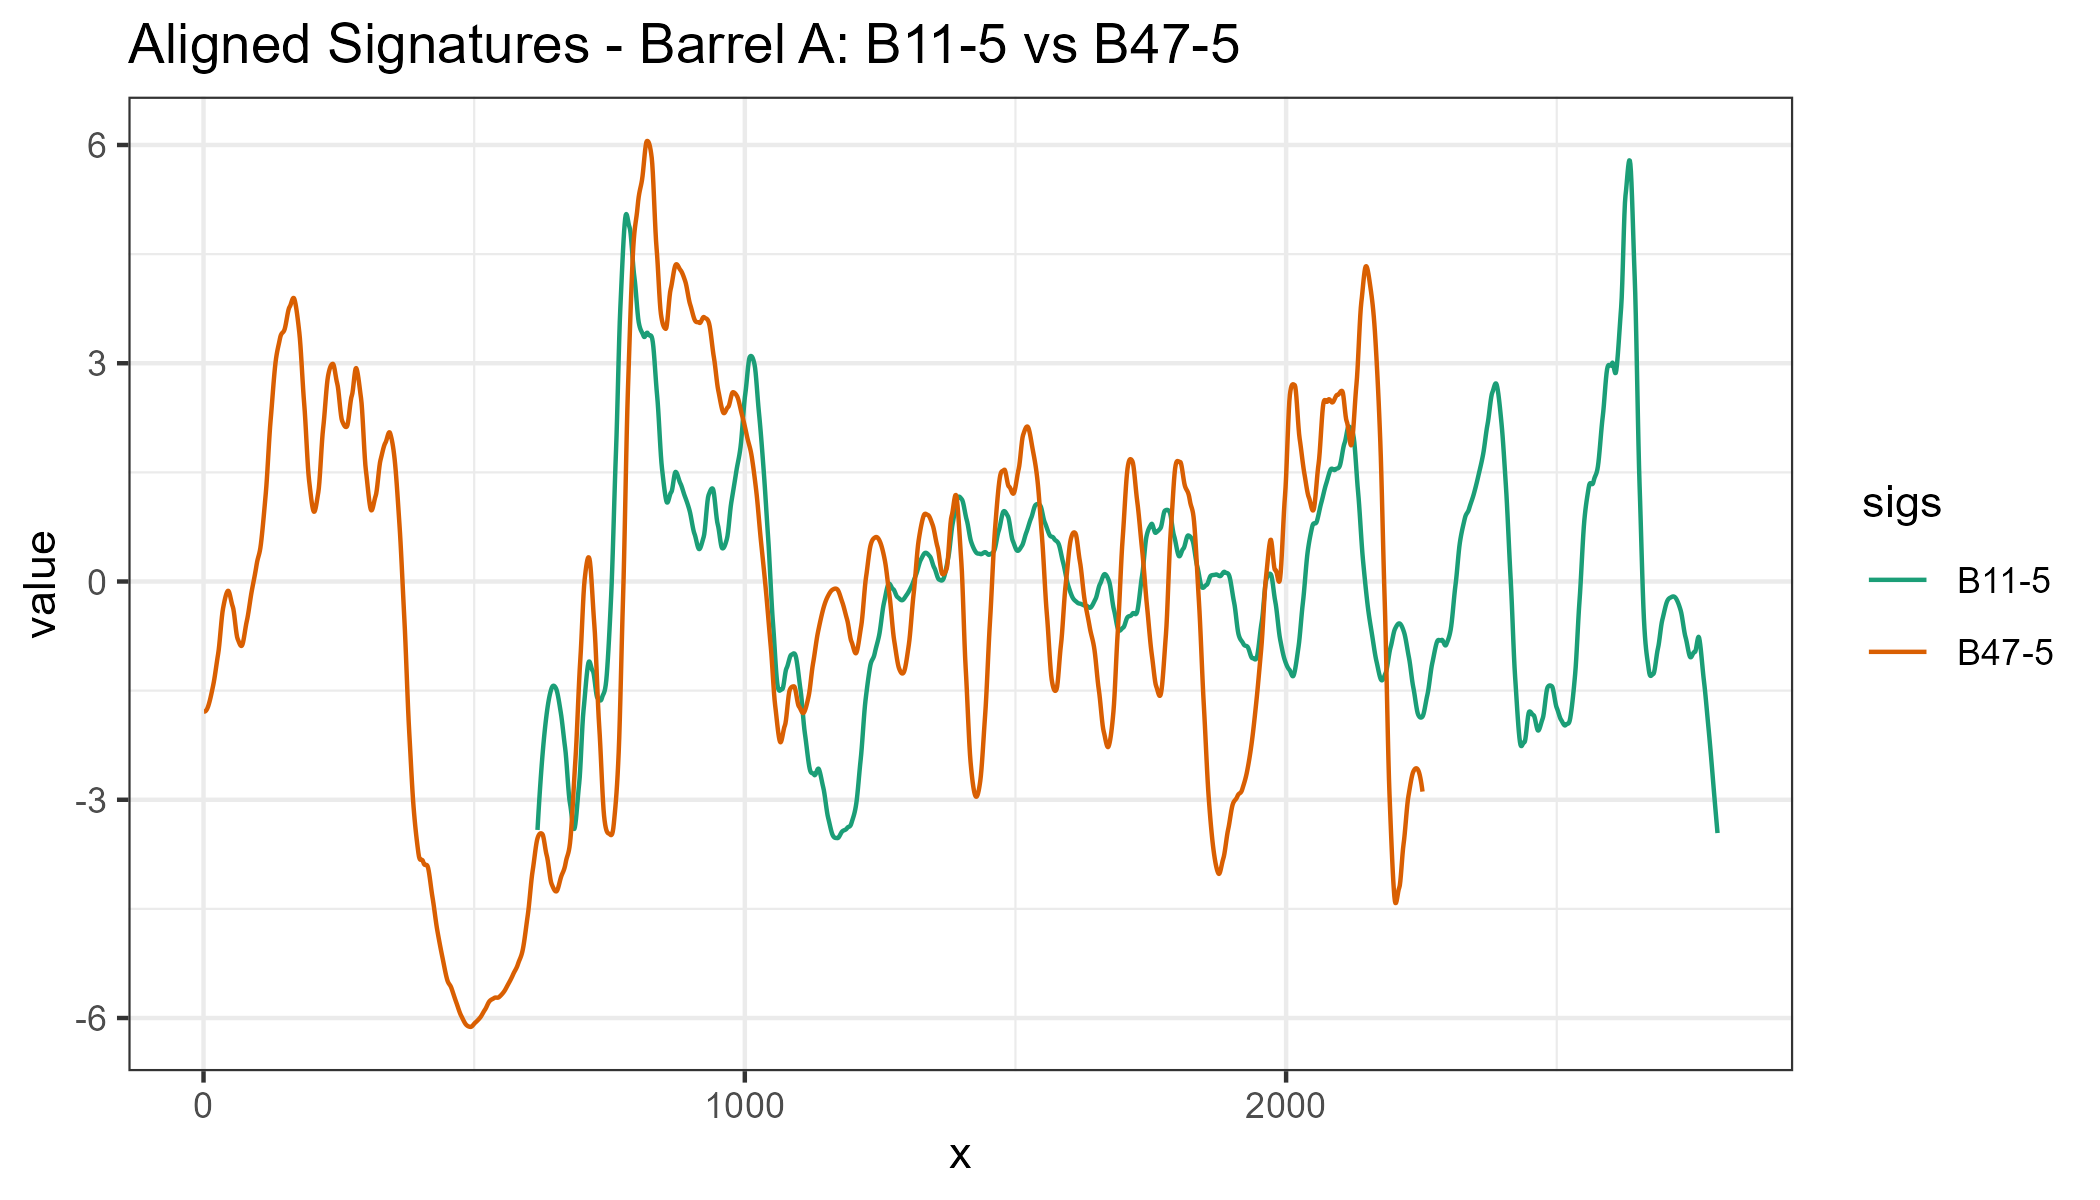 Aligned Signatures - Barrel A: B11-5 vs B47-5
value
6
3
0
-3
-6
0 1000 2000
x
sigs
B11-5
B47-5